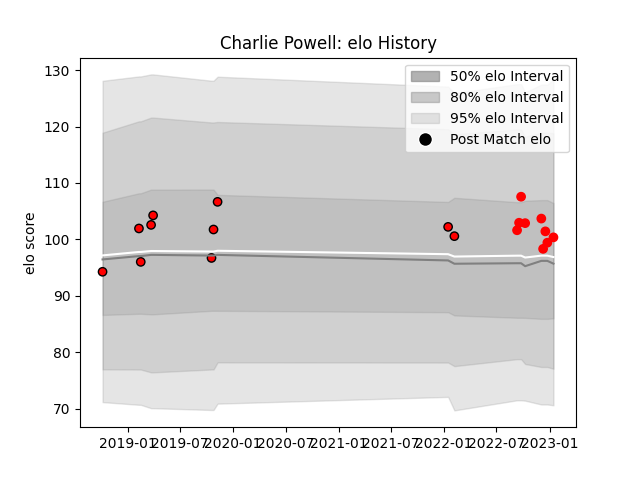 Charlie Powell: elo History
50% elo Interval
80% elo Interval
95% elo Interval
Post Match elo
elo score
130
120
110
100
90
80
70
2019-01 2019-07 2020-01 2020-07 2021-01 2021-07 2022-01 2022-07 2023-01